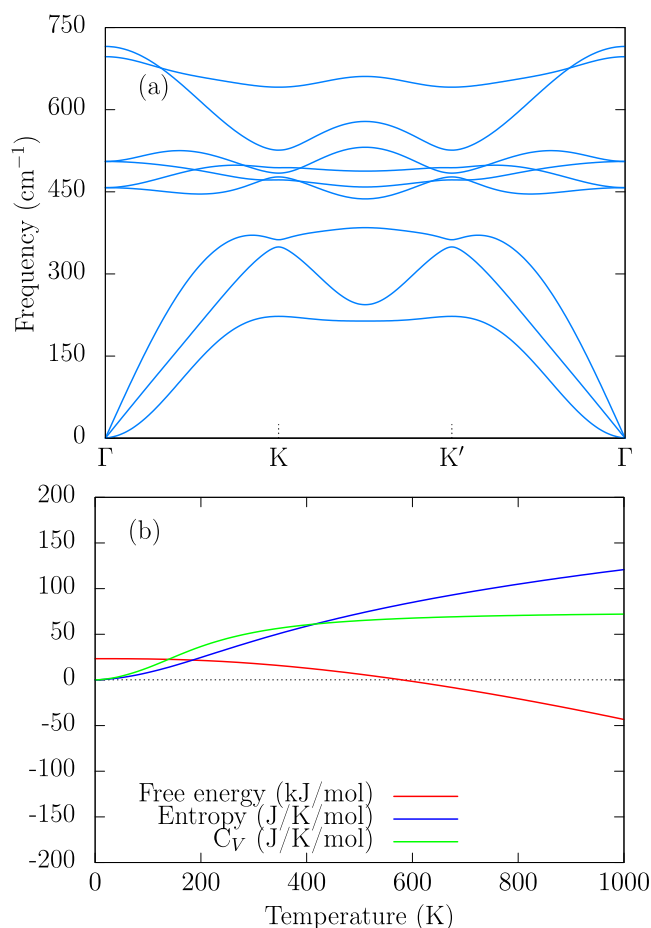 750
600
450
300
150
0
Frequency (cm⁻¹)
(a)
Γ K K′ Γ
200
150
100
50
0
-50
-100
-150
-200
(b)
Free energy (kJ/mol)
Entropy (J/K/mol)
C_V (J/K/mol)
0 200 400 600 800 1000
Temperature (K)